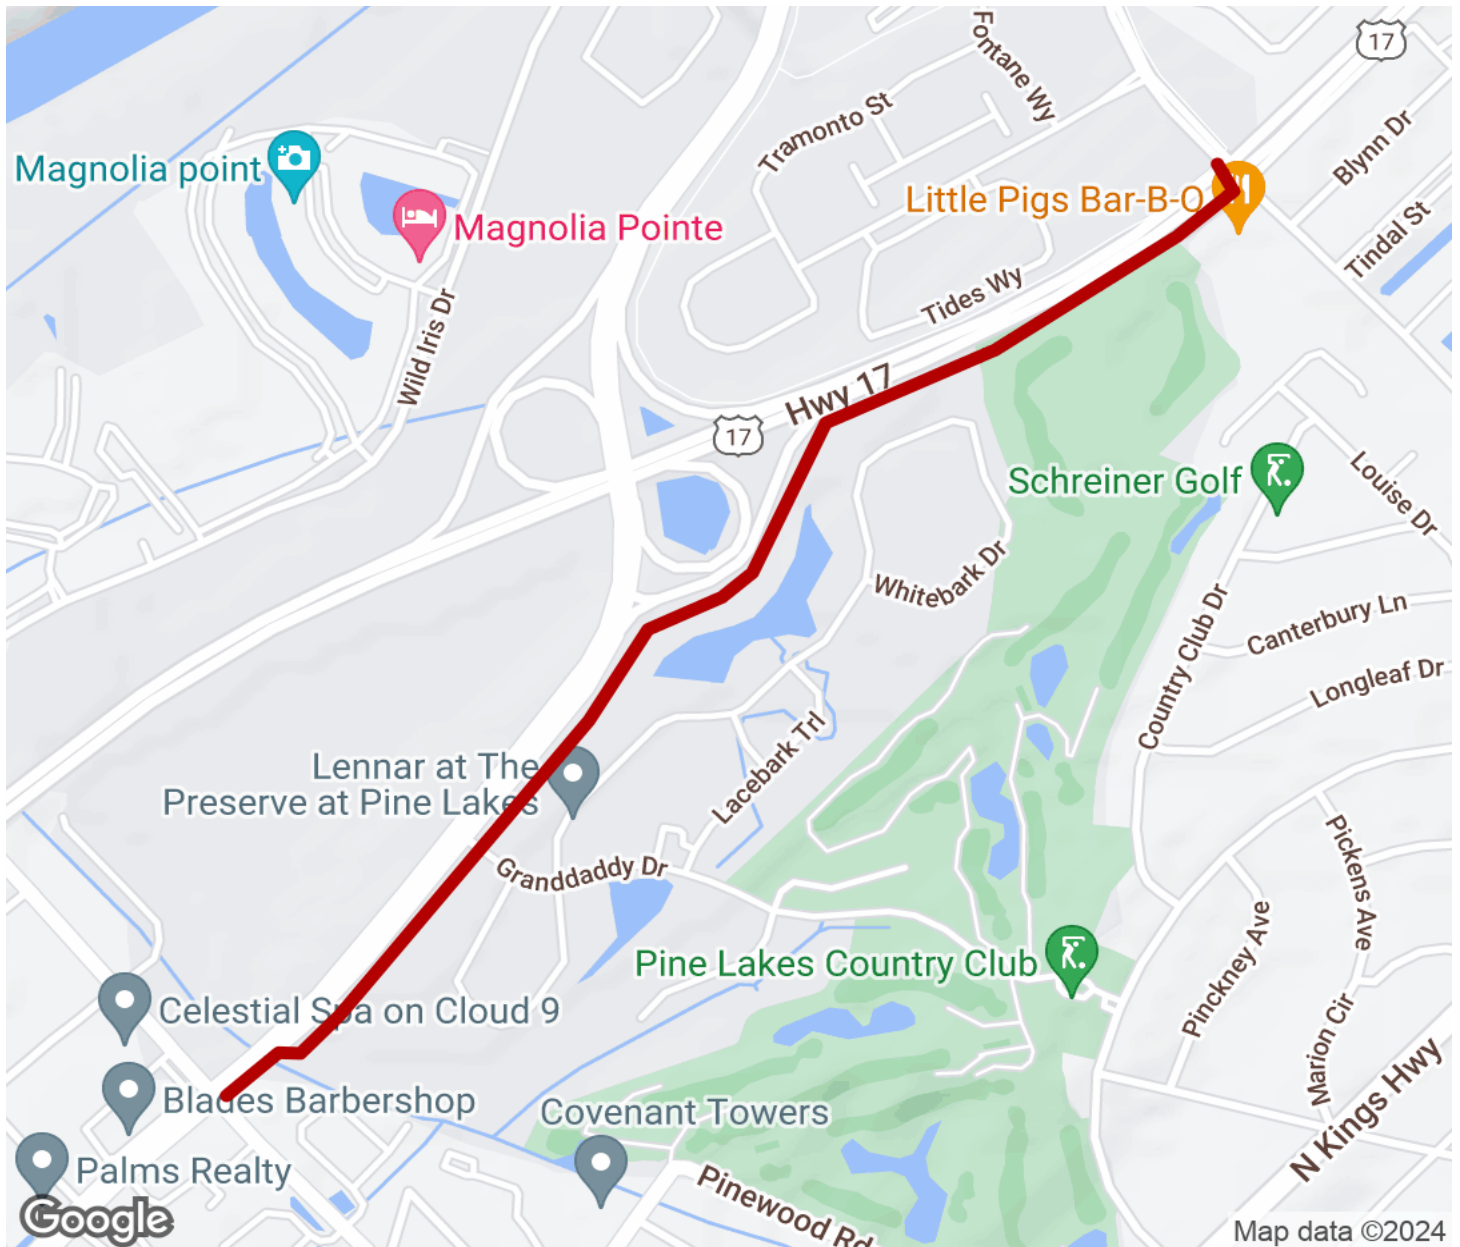 17
Fontane Wy
Tramonto St
Blynn Dr
Magnolia point
Little Pigs Bar-B-Q
Magnolia Pointe
Tindal St
Tides Wy
Wild Iris Dr
Hwy 17
17
Schreiner Golf
Louise Dr
Whitebark Dr
Canterbury Ln
Country Club Dr
Longleaf Dr
Lacebark Trl
Lennar at The
Preserve at Pine Lakes
Granddaddy Dr
Pickens Ave
Pinckney Ave
Pine Lakes Country Club
Celestial Spa on Cloud 9
Marion Cir
N Kings Hwy
Blades Barbershop
Covenant Towers
Palms Realty
Pinewood Rd
Google
Map data ©2024